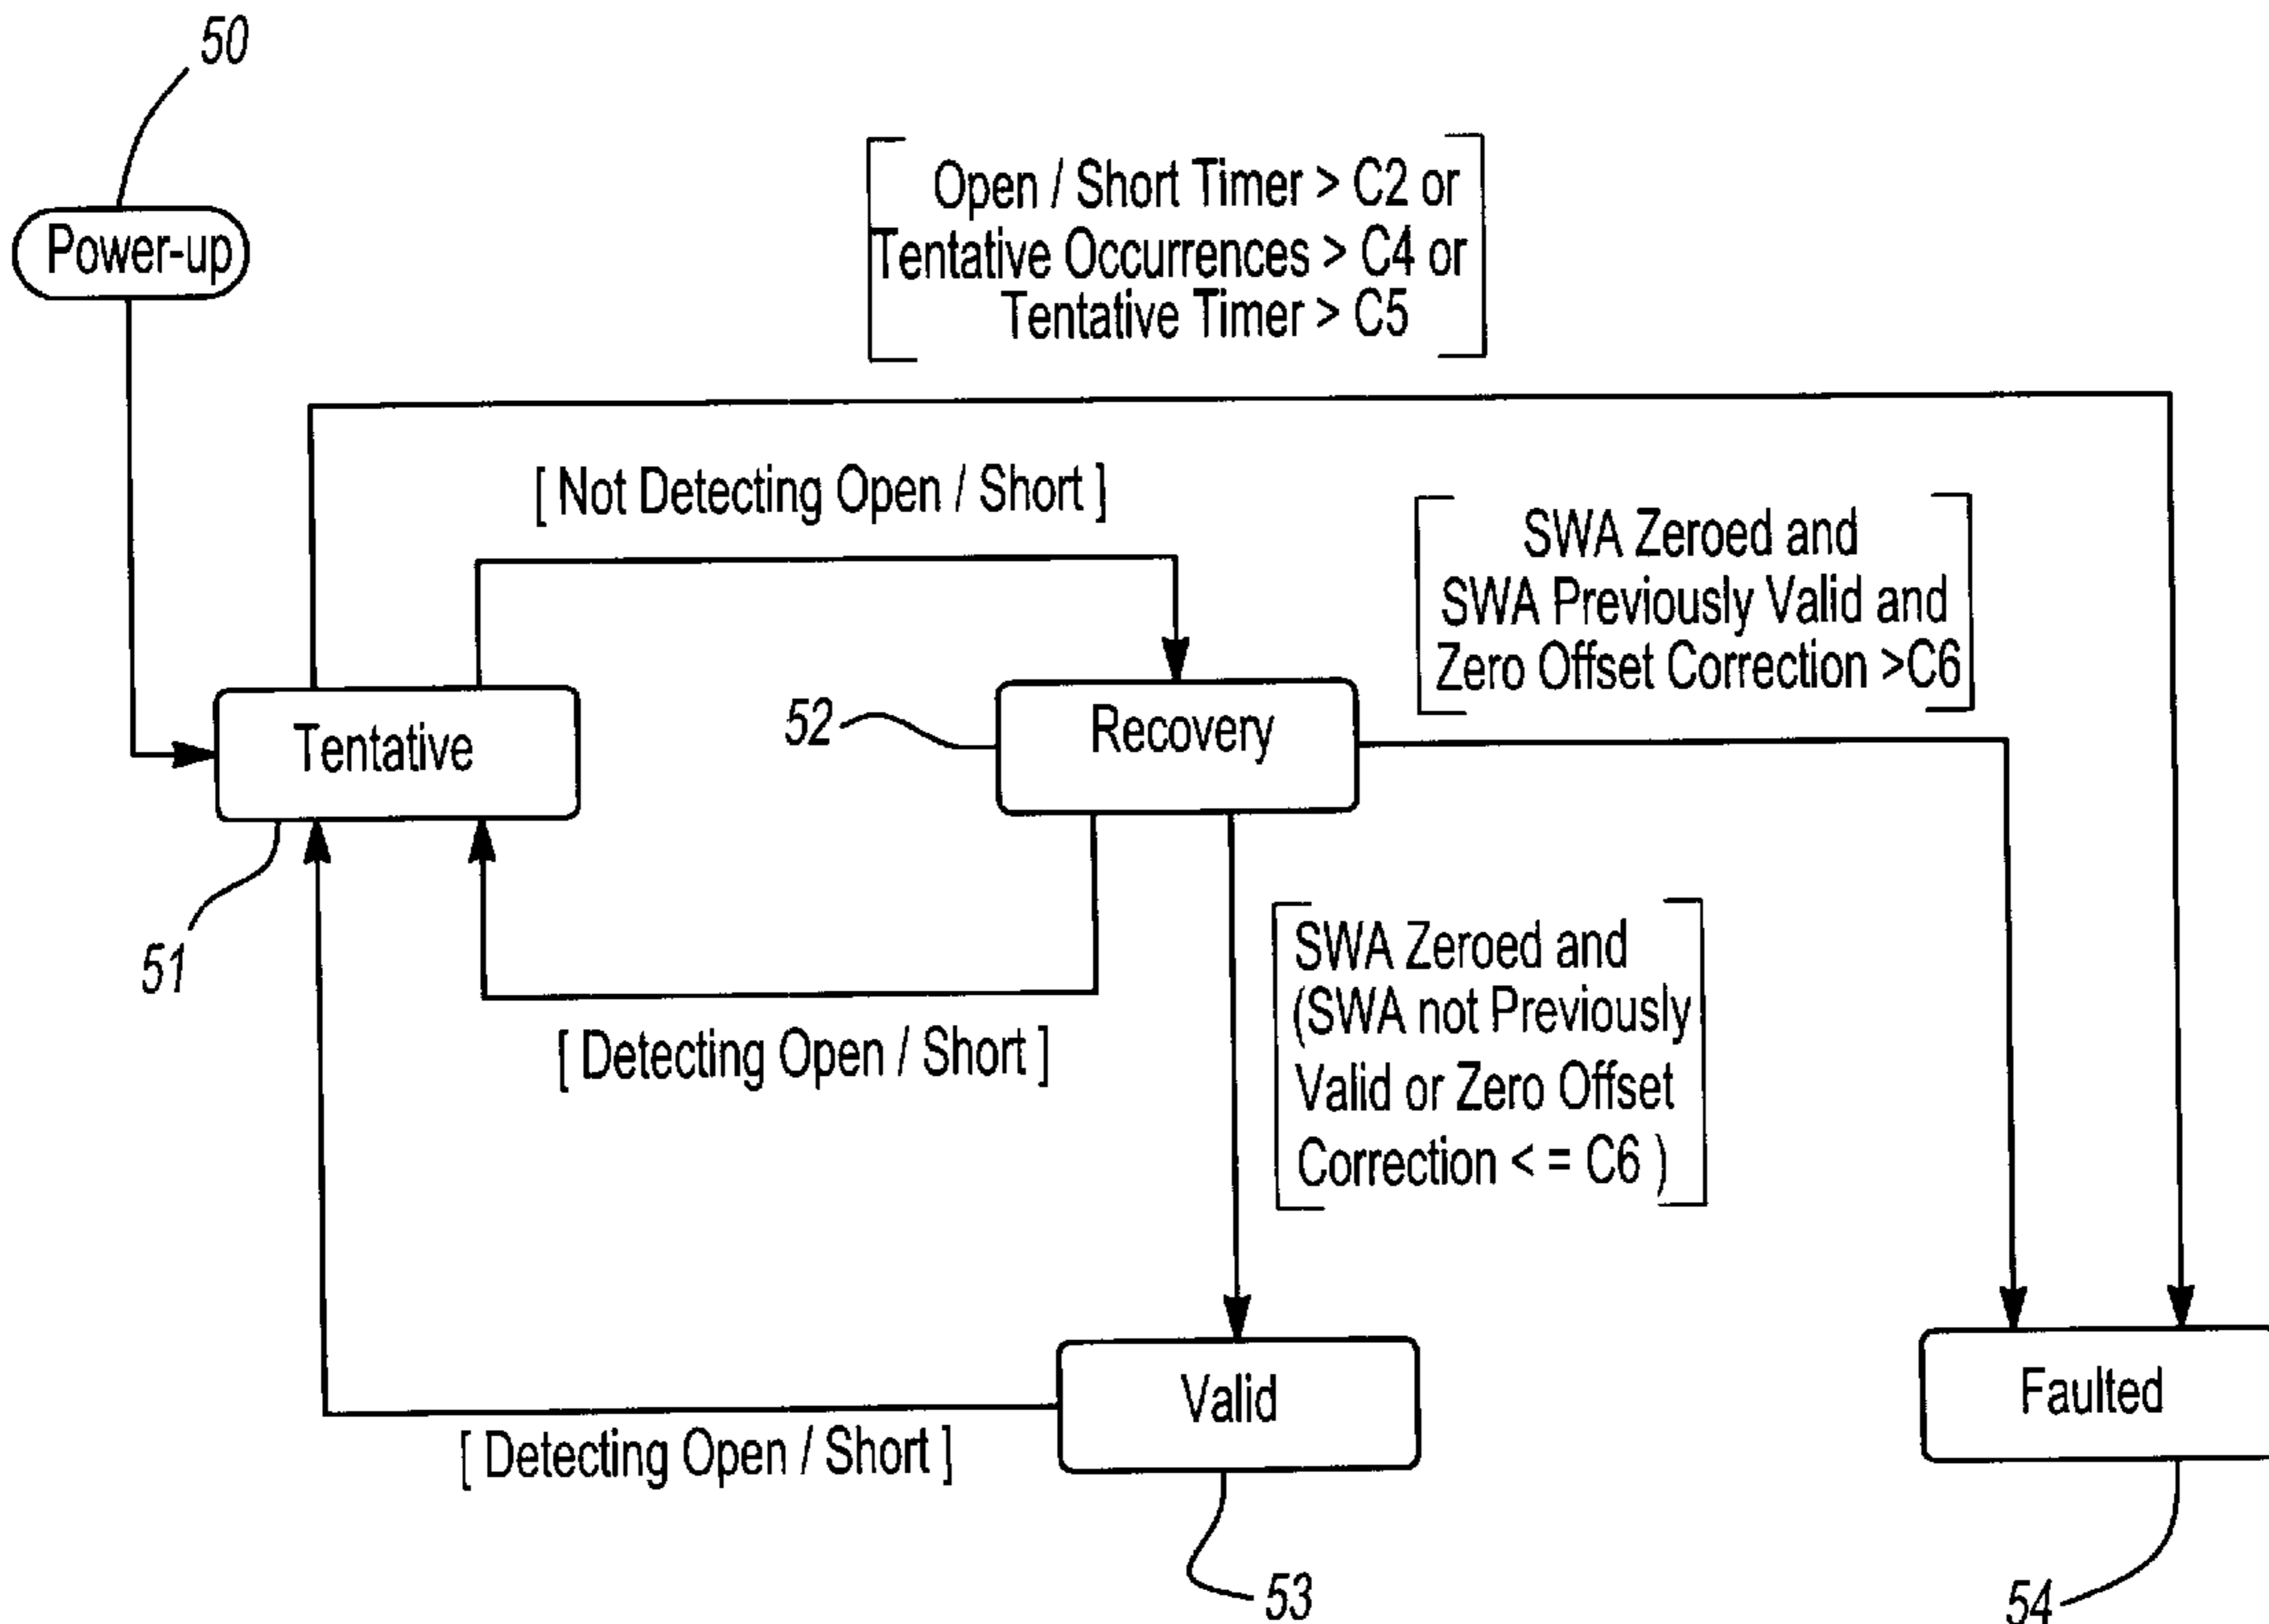 50
Power-up
Open / Short Timer > C2 or
Tentative Occurrences > C4 or
Tentative Timer > C5
[ Not Detecting Open / Short ]
SWA Zeroed and
SWA Previously Valid and
Zero Offset Correction >C6
Tentative
52
Recovery
51
[ Detecting Open / Short ]
SWA Zeroed and
(SWA not Previously
Valid or Zero Offset
Correction < = C6 )
Valid
Faulted
[ Detecting Open / Short ]
53
54